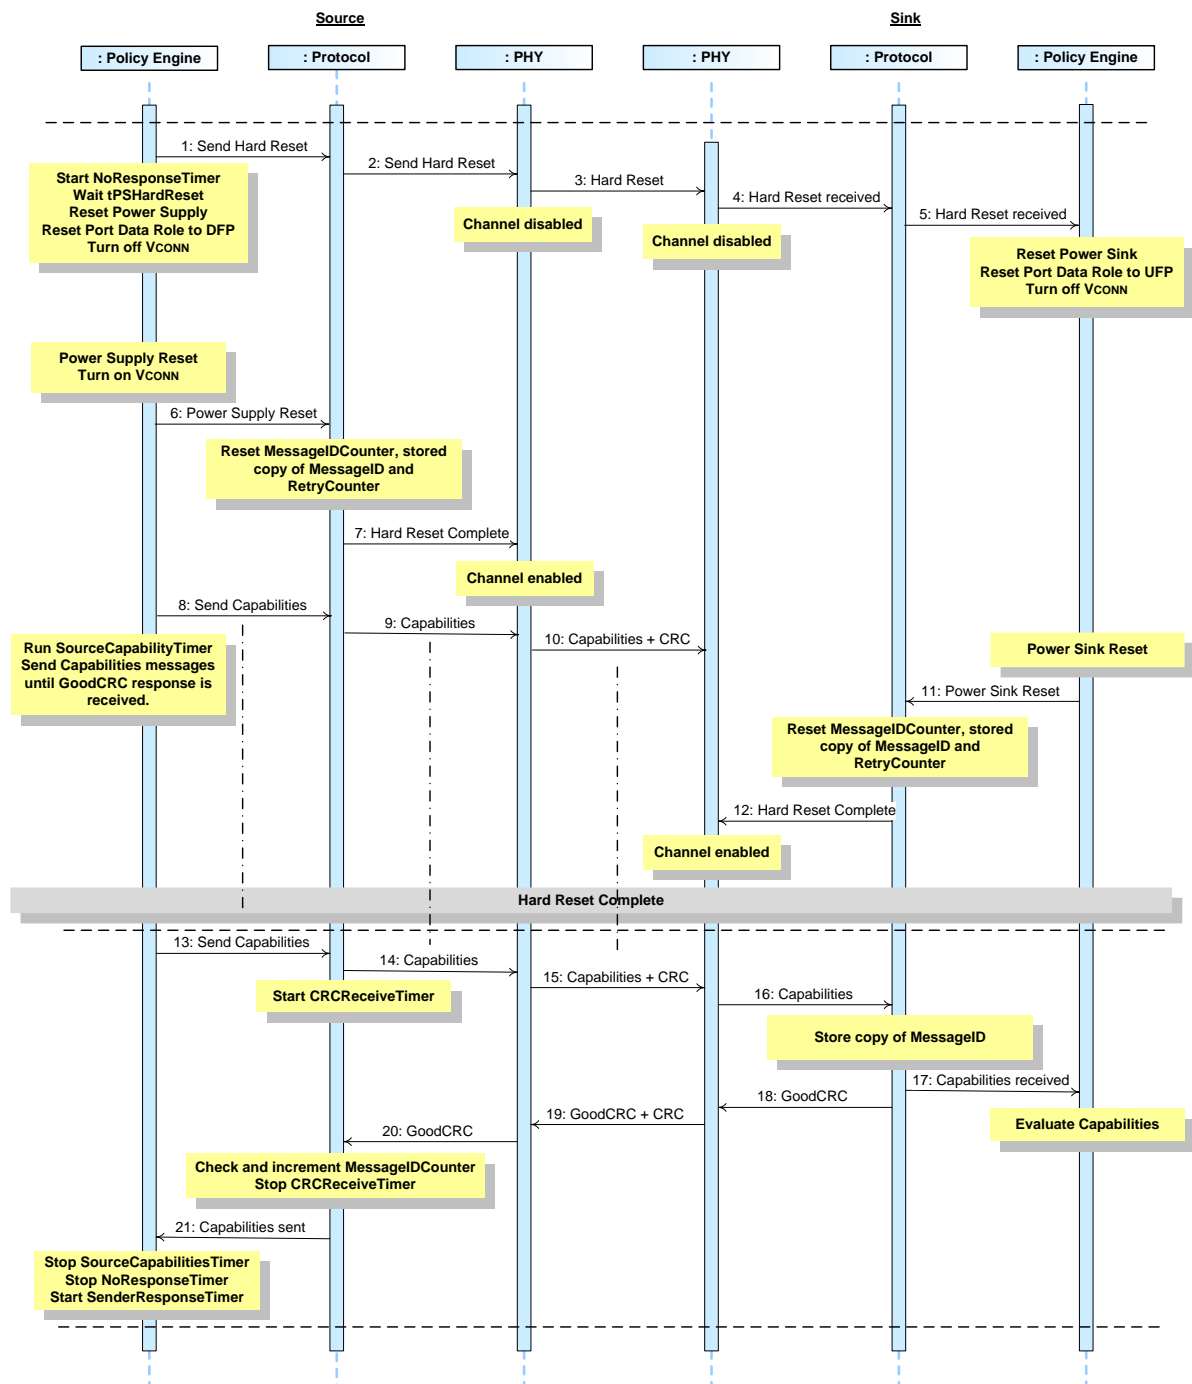 Source
Sink
: Policy Engine
: Protocol
: PHY
: PHY
: Protocol
: Policy Engine
1: Send Hard Reset
2: Send Hard Reset
3: Hard Reset
4: Hard Reset received
5: Hard Reset received
Start NoResponseTimer
Wait tPSHardReset
Reset Power Supply
Reset Port Data Role to DFP
Turn off VCONN
Channel disabled
Channel disabled
Reset Power Sink
Reset Port Data Role to UFP
Turn off VCONN
Power Supply Reset
Turn on VCONN
6: Power Supply Reset
Reset MessageIDCounter, stored
copy of MessageID and
RetryCounter
7: Hard Reset Complete
Channel enabled
8: Send Capabilities
9: Capabilities
10: Capabilities + CRC
Run SourceCapabilityTimer
Send Capabilities messages
until GoodCRC response is
received.
Power Sink Reset
11: Power Sink Reset
Reset MessageIDCounter, stored
copy of MessageID and
RetryCounter
12: Hard Reset Complete
Channel enabled
Hard Reset Complete
13: Send Capabilities
14: Capabilities
15: Capabilities + CRC
16: Capabilities
Start CRCReceiveTimer
Store copy of MessageID
17: Capabilities received
18: GoodCRC
19: GoodCRC + CRC
20: GoodCRC
Evaluate Capabilities
Check and increment MessageIDCounter
Stop CRCReceiveTimer
21: Capabilities sent
Stop SourceCapabilitiesTimer
Stop NoResponseTimer
Start SenderResponseTimer